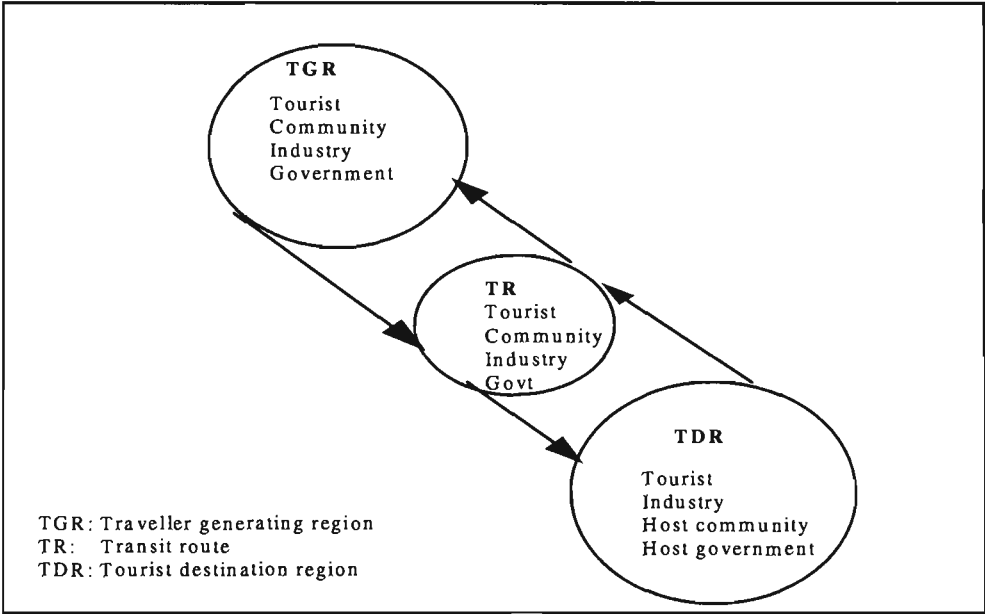 TGR
Tourist
Community
Industry
Government
TR
Tourist
Community
Industry
Govt
TDR
Tourist
Industry
Host community
Host government
TGR: Traveller generating region
TR: Transit route
TDR: Tourist destination region